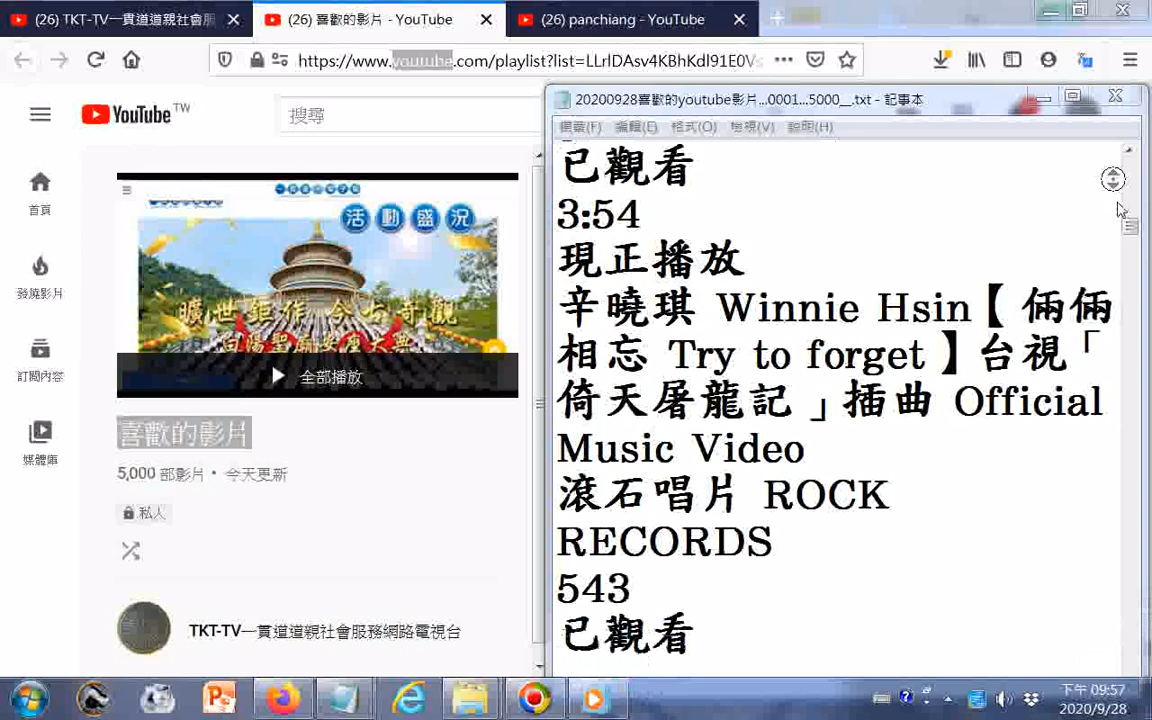 (26) TKT-TV一貫道道親社會服
(26) 喜歡的影片 - YouTube
(26) panchiang - YouTube
https://www.youtube.com/playlist?list=LLrlDAsv4KBhKdl91E0Vs
YouTube TW
搜尋
首頁
發燒影片
訂閱內容
媒體庫
活動盛況
曠世鉅作 今古奇觀
全部播放
喜歡的影片
5,000 部影片・今天更新
私人
TKT-TV一貫道道親社會服務網路電視台
20200928喜歡的youtube影片...0001...5000__.txt - 記事本
檔案(F) 編輯(E) 格式(O) 檢視(V) 說明(H)
已觀看
3:54
現正播放
辛曉琪 Winnie Hsin【 倆倆
相忘 Try to forget 】台視「
倚天屠龍記 」插曲 Official
Music Video
滾石唱片 ROCK
RECORDS
543
已觀看
下午 09:57
2020/9/28